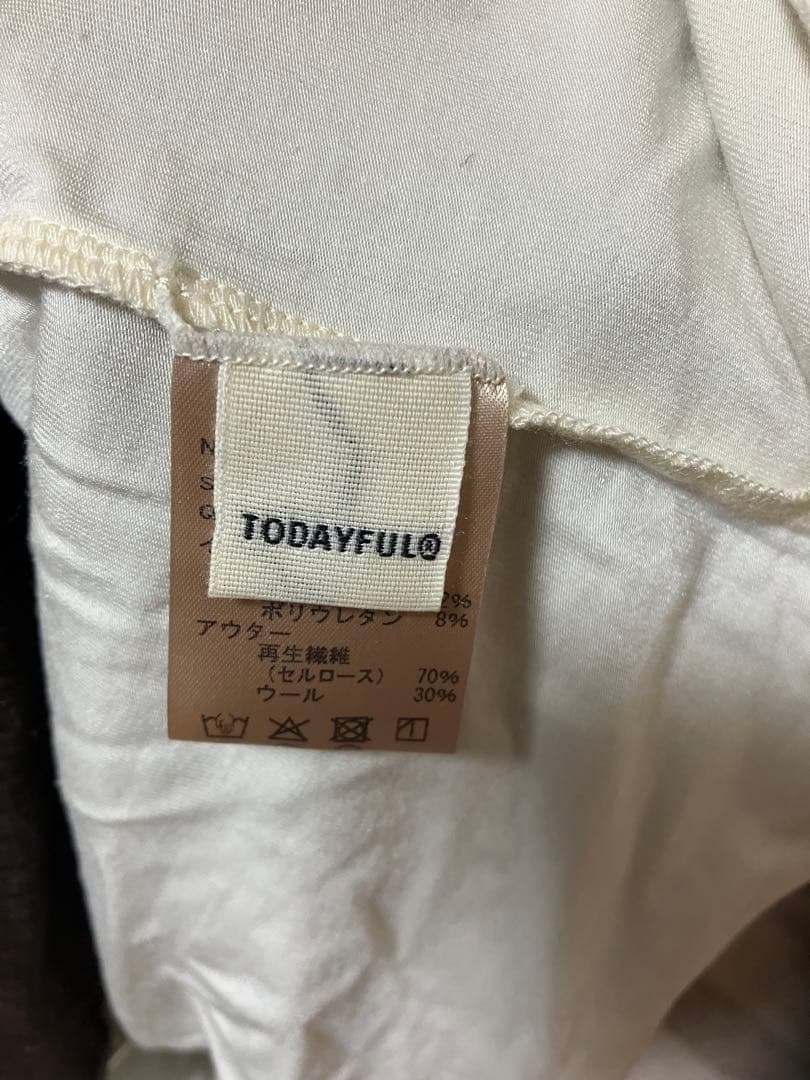 TODAYFUL®
N
S
2%
ポリウレタン 8%
アウター
再生繊維
(セルロース) 70%
ウール 30%